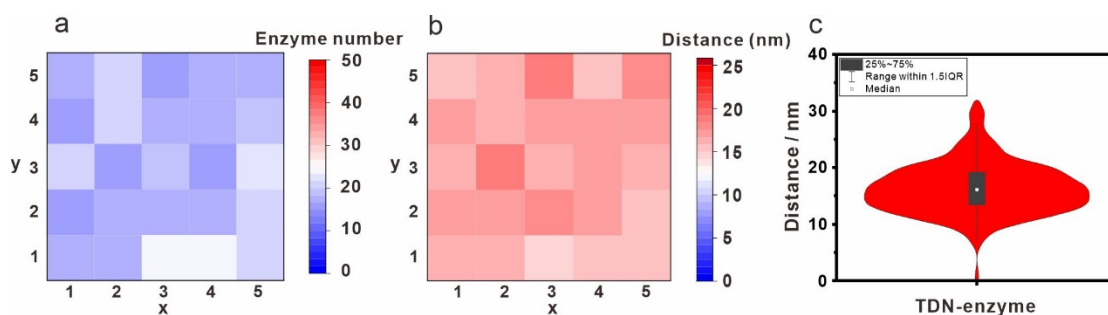 a
Enzyme number
5
4
y 3
2
1
1 2 3 4 5
x
50
40
30
20
10
0
b
Distance (nm)
5
4
y 3
2
1
1 2 3 4 5
x
25
20
15
10
5
0
c
25%~75%
Range within 1.5IQR
Median
Distance / nm
40
30
20
10
0
TDN-enzyme